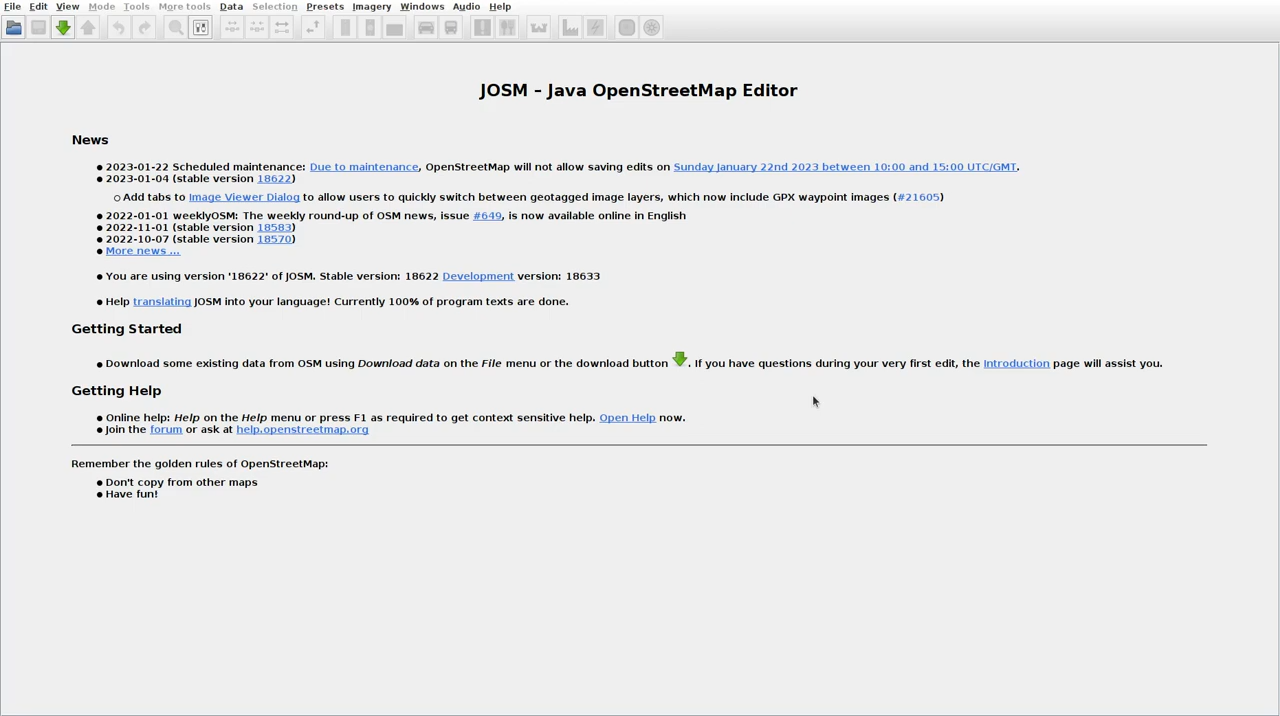 File Edit View Mode Tools More tools Data Selection Presets Imagery Windows Audio Help
JOSM – Java OpenStreetMap Editor
News
2023-01-22 Scheduled maintenance: Due to maintenance, OpenStreetMap will not allow saving edits on Sunday January 22nd 2023 between 10:00 and 15:00 UTC/GMT.
2023-01-04 (stable version 18622)
Add tabs to Image Viewer Dialog to allow users to quickly switch between geotagged image layers, which now include GPX waypoint images (#21605)
2022-01-01 weeklyOSM: The weekly round-up of OSM news, issue #649, is now available online in English
2022-11-01 (stable version 18583)
2022-10-07 (stable version 18570)
More news ...
You are using version '18622' of JOSM. Stable version: 18622 Development version: 18633
Help translating JOSM into your language! Currently 100% of program texts are done.
Getting Started
Download some existing data from OSM using Download data on the File menu or the download button . If you have questions during your very first edit, the Introduction page will assist you.
Getting Help
Online help: Help on the Help menu or press F1 as required to get context sensitive help. Open Help now.
Join the forum or ask at help.openstreetmap.org
Remember the golden rules of OpenStreetMap:
Don't copy from other maps
Have fun!